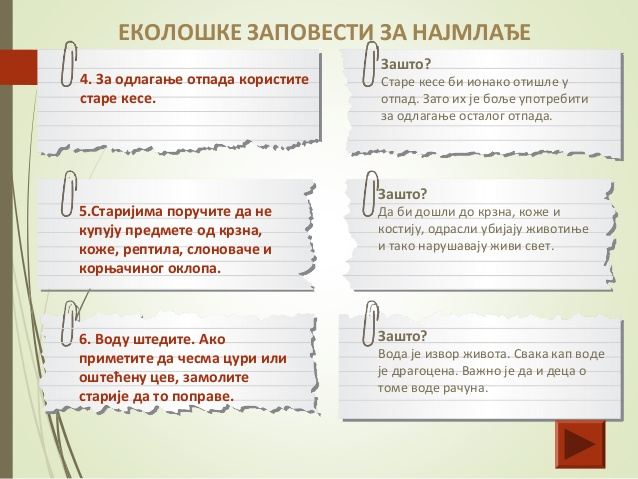 ЕКОЛОШКЕ ЗАПОВЕСТИ ЗА НАЈМЛАЂЕ
4. За одлагање отпада користите
старе кесе.
Зашто?
Старе кесе би ионако отишле у
отпад. Зато их је боље употребити
за одлагање осталог отпада.
5.Старијима поручите да не
купују предмете од крзна,
коже, рептила, слоноваче и
корњачиног оклопа.
Зашто?
Да би дошли до крзна, коже и
костију, одрасли убијају животиње
и тако нарушавају живи свет.
6. Воду штедите. Ако
приметите да чесма цури или
оштећену цев, замолите
старије да то поправе.
Зашто?
Вода је извор живота. Свака кап воде
је драгоцена. Важно је да и деца о
томе воде рачуна.